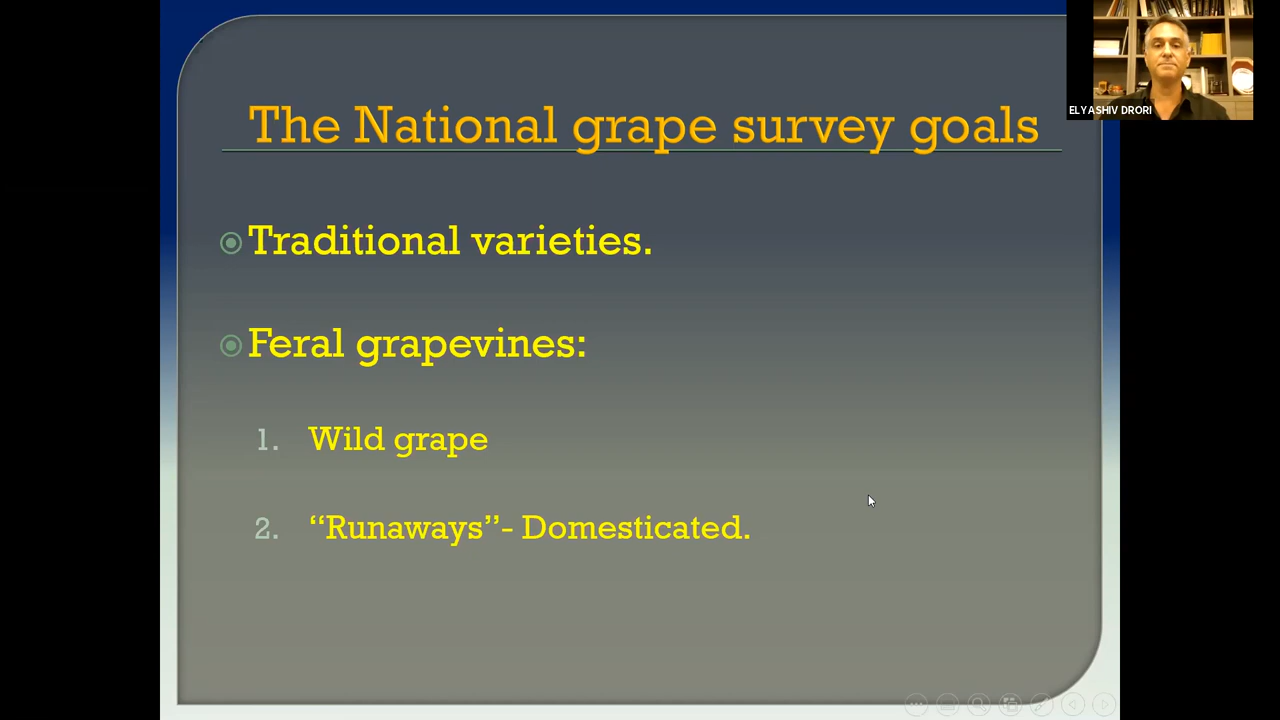 ELYASHIV DRORI
The National grape survey goals
Traditional varieties.
Feral grapevines:
1. Wild grape
2. “Runaways”- Domesticated.